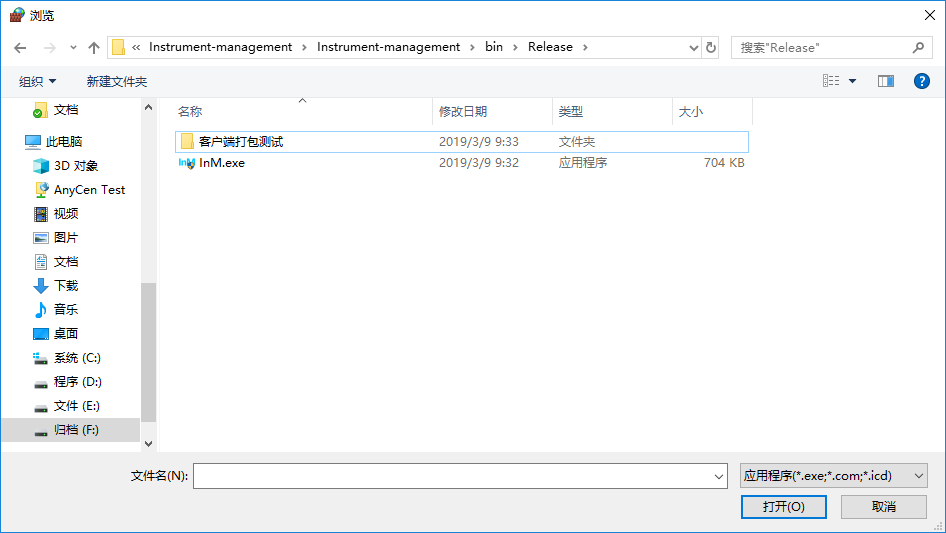 浏览
« Instrument-management › Instrument-management › bin › Release ›
搜索"Release"
组织 新建文件夹
名称 修改日期 类型 大小
客户端打包测试 2019/3/9 9:33 文件夹
InM.exe 2019/3/9 9:32 应用程序 704 KB
文档
此电脑
3D 对象
AnyCen Test
视频
图片
文档
下载
音乐
桌面
系统 (C:)
程序 (D:)
文件 (E:)
归档 (F:)
文件名(N):
应用程序(*.exe;*.com;*.icd)
打开(O) 取消